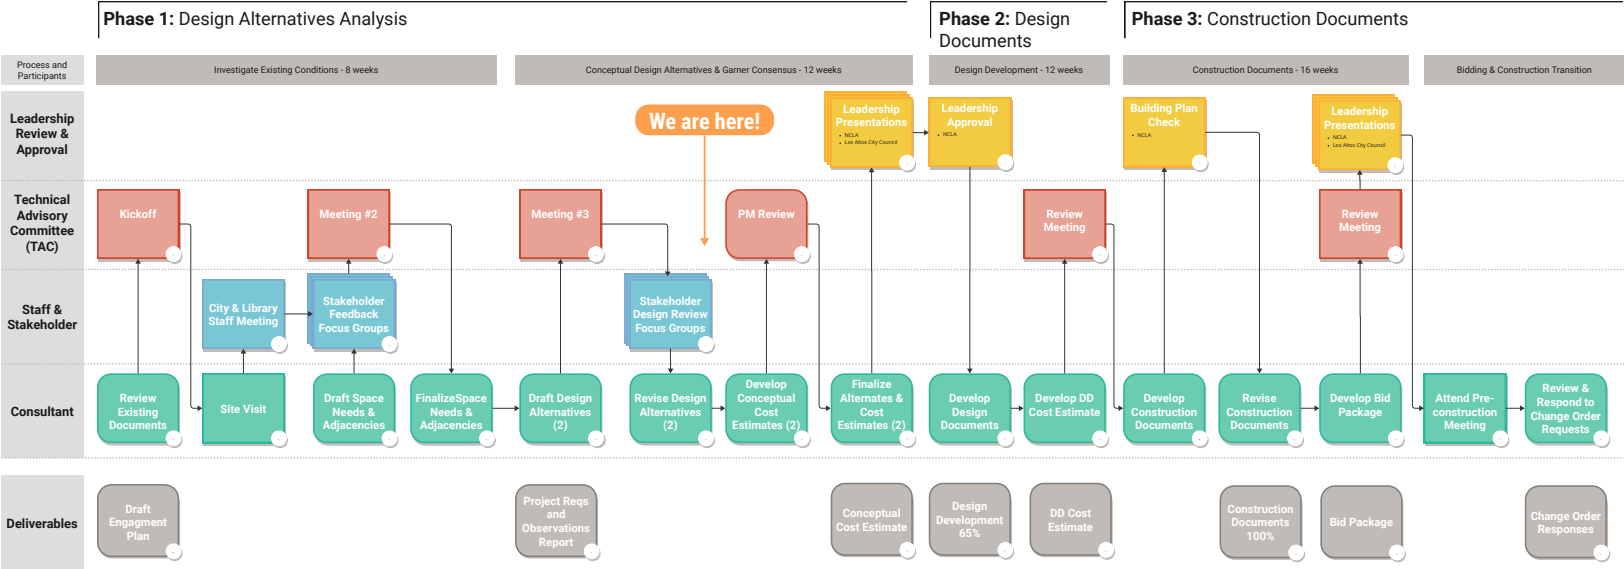 Phase 1: Design Alternatives Analysis
Phase 2: Design
Documents
Phase 3: Construction Documents
Process and
Participants
Investigate Existing Conditions - 8 weeks
Conceptual Design Alternatives & Garner Consensus - 12 weeks
Design Development - 12 weeks
Construction Documents - 16 weeks
Bidding & Construction Transition
Leadership
Review &
Approval
We are here!
Leadership
Presentations
• NCLA
• Los Altos City Council
Leadership
Approval
• NCLA
Building Plan
Check
• NCLA
Leadership
Presentations
• NCLA
• Los Altos City Council
Technical
Advisory
Committee
(TAC)
Kickoff
Meeting #2
Meeting #3
PM Review
Review
Meeting
Review
Meeting
Staff &
Stakeholder
City & Library
Staff Meeting
Stakeholder
Feedback
Focus Groups
Stakeholder
Design Review
Focus Groups
Consultant
Review
Existing
Documents
Site Visit
Draft Space
Needs &
Adjacencies
FinalizeSpace
Needs &
Adjacencies
Draft Design
Alternatives
(2)
Revise Design
Alternatives
(2)
Develop
Conceptual
Cost
Estimates (2)
Finalize
Alternates &
Cost
Estimates (2)
Develop
Design
Documents
Develop DD
Cost Estimate
Develop
Construction
Documents
Revise
Construction
Documents
Develop Bid
Package
Attend Pre-
construction
Meeting
Review &
Respond to
Change Order
Requests
Deliverables
Draft
Engagment
Plan
Project Reqs
and
Observations
Report
Conceptual
Cost Estimate
Design
Development
65%
DD Cost
Estimate
Construction
Documents
100%
Bid Package
Change Order
Responses